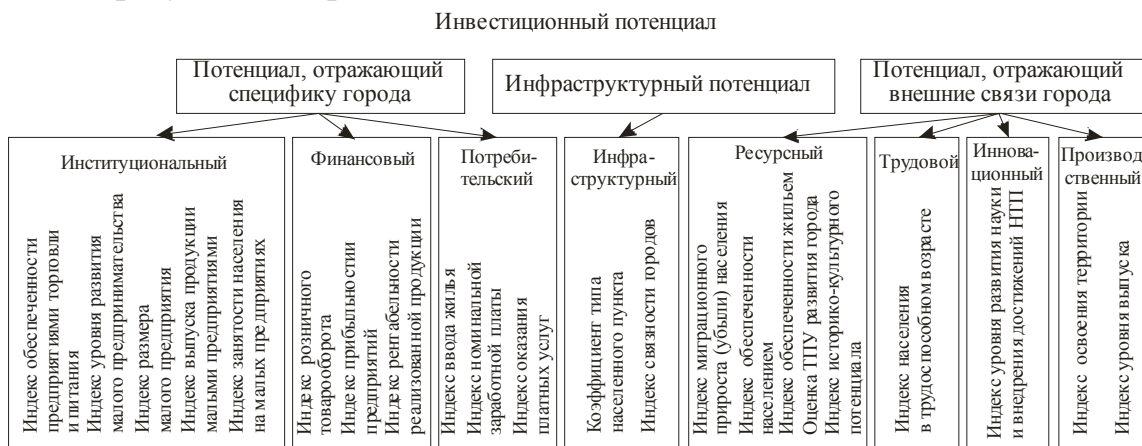 Инвестиционный потенциал
Потенциал, отражающий
специфику города
Инфраструктурный потенциал
Потенциал, отражающий
внешние связи города
Институциональный
Индекс обеспеченности
предприятиями торговли
и питания
Индекс уровня развития
малого предпринимательства
Индекс размера
малого предприятия
Индекс выпуска продукции
малыми предприятиями
Индекс занятости населения
на малых предприятиях
Финансовый
Индекс розничного
товарооборота
Индекс прибыльностии
предприятий
Индекс рентабельности
реализованной продукции
Потреби-
тельский
Индекс ввода жилья
Индекс номинальной
заработной платы
Индекс оказания
платных услуг
Инфра-
структурный
Коэффициент типа
населенного пункта
Индекс связности городов
Ресурсный
Индекс миграционного
прироста (убыли) населения
Индекс обеспеченности
населением
Индекс обеспеченности жильем
Оценка ТПУ развития города
Индекс историко-культурного
потенциала
Трудовой
Индекс населения
в трудоспособном возрасте
Иннова-
ционный
Индекс уровня развития науки
и внедрения достижений НТП
Производ
ственный
Индекс освоения территории
Индекс уровня выпуска